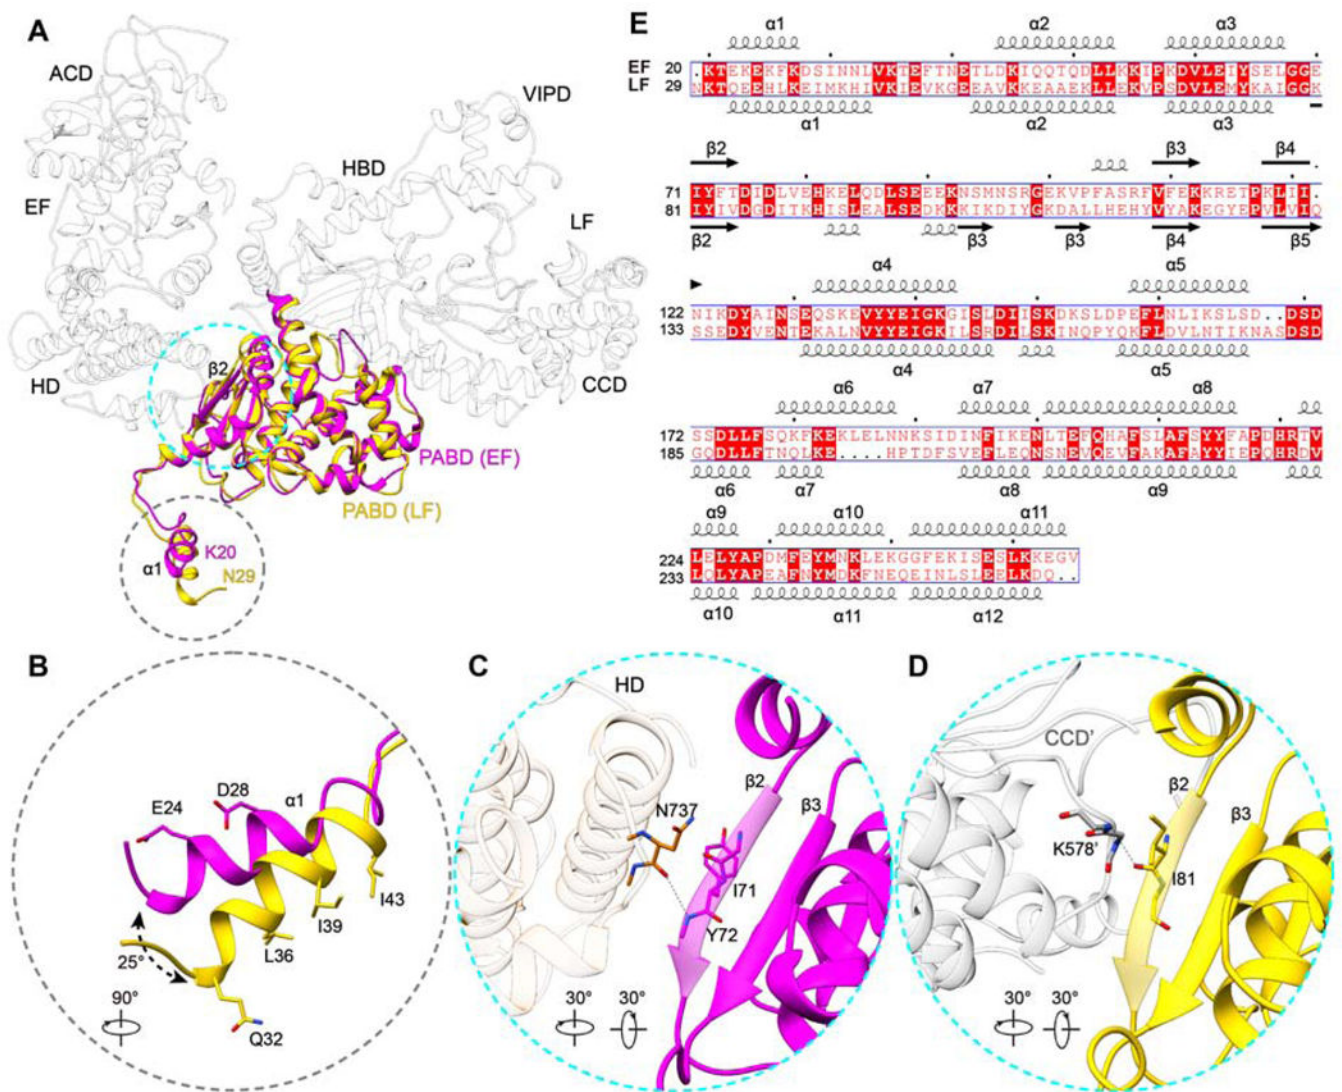 A
ACD
VIPD
HBD
EF
LF
β2
HD
CCD
PABD (EF)
PABD (LF)
K20
α1
N29
E
α1 α2 α3
EF 20 .KTEKEKFKDSINNLVKTEFTNETLDKIQQTQDLLKKIPKDVLEIYSELGGE
LF 29 NKTQEEHLKEIMKHIVKIEVKGEEAVKKEAAEKLLEKVPSDVLEMYKAIGGK
α1 α2 α3
β2 β3 β4
71 IYFTDIDLVEHKELQDLSEEEKNSMNSRGEKVPFASRFVFEKKRETPKLII.
81 IYIVDGDITKHISLEALSEDKKKIKDIYGKDALLHEHYVYAKEGYEPVLVIQ
β2 β3 β3 β4 β5
α4 α5
122 NIKDYAINSEQSKEVYYEIGKGISLDIISKDKSLDPEFLNLIKSLSD..DSD
133 SSEDYVENTEKALNVYYEIGKILSRDILSKINQPYQKFLDVLNTIKNASDSD
α4 α5
α6 α7 α8
172 SSDLLFSQKFKEKLELNNKSIDINFIKENLTEFQHAFSLAFSYYFAPDHRTV
185 GQDLLFTNQLKE....HPTDFSVEFLEQNSNEVQEVFAKAFAYYIEPQHRDV
α6 α7 α8 α9
α9 α10 α11
224 LELYAPDMFEYMNKLEKGGFEKISESLKKEGV
233 LQLYAPEAFNYMDKFNEQEINLSLEELKDQ..
α10 α11 α12
B
D28
α1
E24
I43
I39
25°
L36
90°
Q32
C
HD
β2
β3
N737
I71
Y72
30° 30°
D
CCD'
β2
β3
K578'
I81
30° 30°